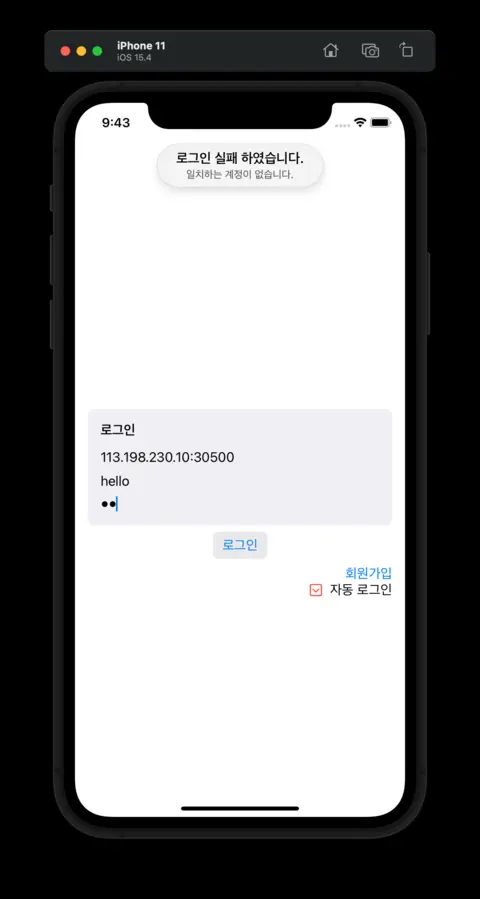 iPhone 11
iOS 15.4
9:43
로그인 실패 하였습니다.
일치하는 계정이 없습니다.
로그인
113.198.230.10:30500
hello
●●
로그인
회원가입
자동 로그인